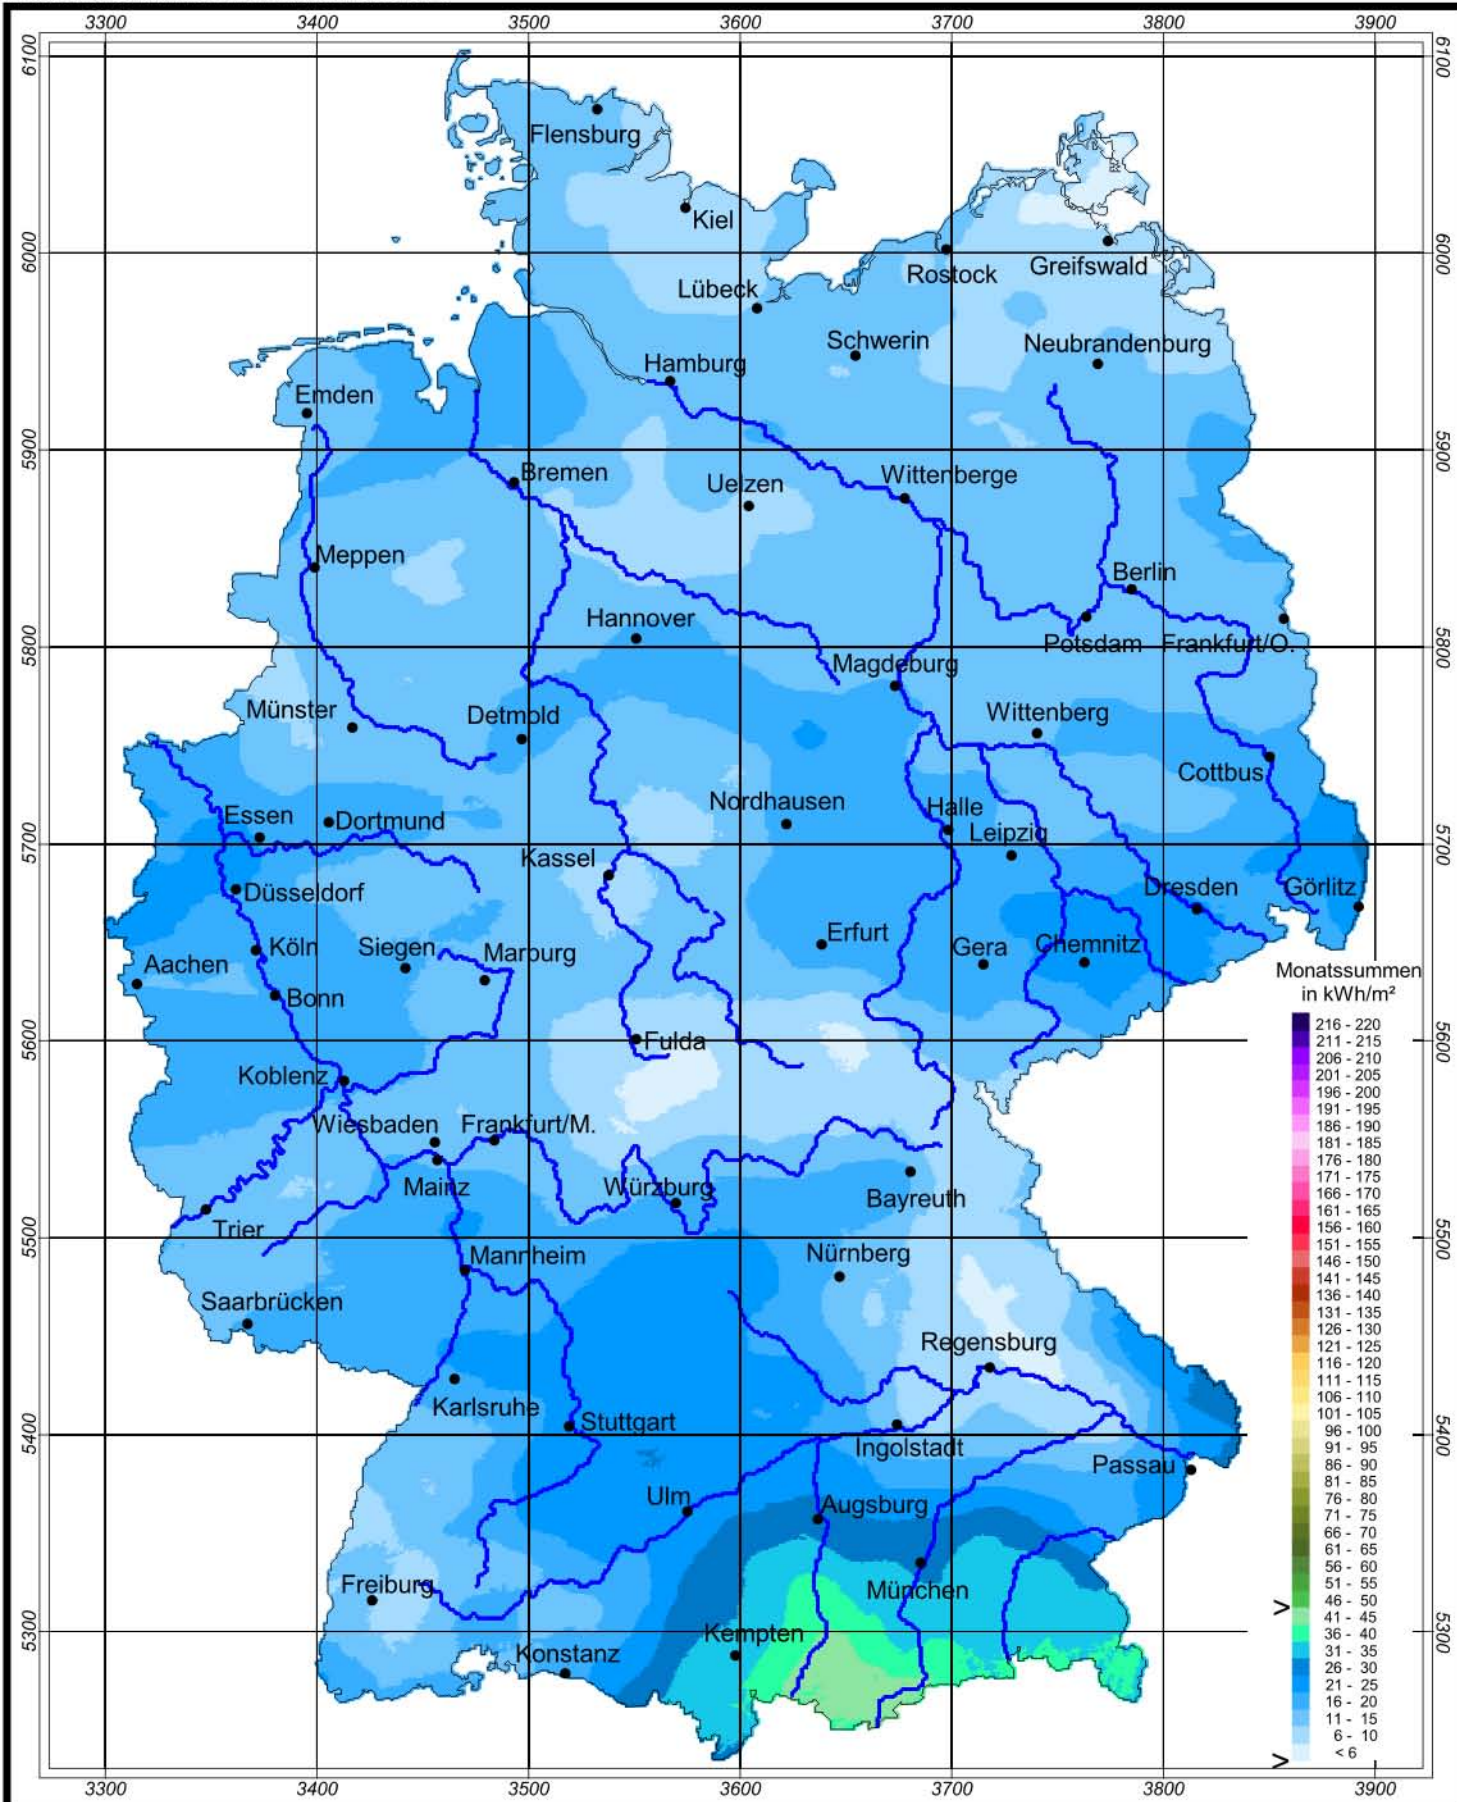 3300 3400 3500 3600 3700 3800 3900
6100 6100
Flensburg
Kiel
6000 6000
Rostock Greifswald
Lübeck
Schwerin Neubrandenburg
Hamburg
Emden
5900 5900
Bremen Uelzen Wittenberge
Meppen
Berlin
Hannover
Potsdam Frankfurt/O.
5800 5800
Magdeburg
Münster Detmold Wittenberg
Cottbus
Essen Dortmund Nordhausen Halle
Leipzig
5700 5700
Kassel
Düsseldorf Dresden Görlitz
Köln Siegen Marburg Erfurt Gera Chemnitz
Aachen
Bonn
Monatssummen
in kWh/m²
216 - 220
211 - 215
206 - 210
201 - 205
196 - 200
191 - 195
186 - 190
181 - 185
176 - 180
171 - 175
166 - 170
161 - 165
156 - 160
151 - 155
146 - 150
141 - 145
136 - 140
131 - 135
126 - 130
121 - 125
116 - 120
111 - 115
106 - 110
101 - 105
96 - 100
91 - 95
86 - 90
81 - 85
76 - 80
71 - 75
66 - 70
61 - 65
56 - 60
51 - 55
46 - 50
> 41 - 45
36 - 40
31 - 35
26 - 30
21 - 25
16 - 20
11 - 15
6 - 10
> < 6
5600 5600
Fulda
Koblenz
Wiesbaden Frankfurt/M.
Mainz Würzburg Bayreuth
Trier
5500 5500
Mannheim Nürnberg
Saarbrücken
Regensburg
Karlsruhe Stuttgart
5400 5400
Ingolstadt
Passau
Ulm Augsburg
Freiburg München
5300 5300
Konstanz Kempten
3300 3400 3500 3600 3700 3800 3900